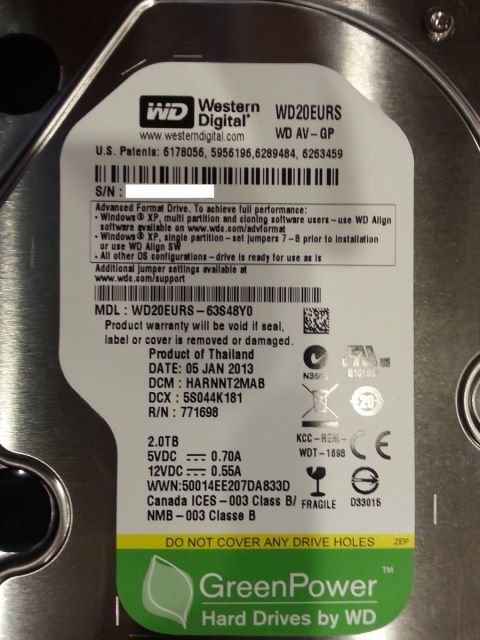 WD Western Digital® WD20EURS
www.westerndigital.com WD AV-GP
U.S. Patents: 6178056, 5956196,6289484, 6263459
S/N :
Advanced Format Drive. To achieve full performance:
• Windows® XP, multi partition and cloning software users - use WD Align
software available on www.wdc.com/advformat
• Windows® XP, single partition - set jumpers 7-8 prior to installation
or use WD Align SW
• All other OS configurations - drive is ready for use as is
Additional jumper settings available at
www.wdc.com/support
MDL : WD20EURS-63S48Y0
Product warranty will be void if seal,
label or cover is removed or damaged.
Product of Thailand
DATE: 05 JAN 2013
DCM : HARNNT2MAB
DCX : 5S044K181
R/N : 771698
US
20
2.0TB
5VDC 0.70A
12VDC 0.55A
KCC-REM-
WDT-1698
CE
WWN:50014EE207DA833D
Canada ICES-003 Class B/
NMB-003 Classe B
FRAGILE
D33015
DO NOT COVER ANY DRIVE HOLES ZEP
GreenPower™
Hard Drives by WD